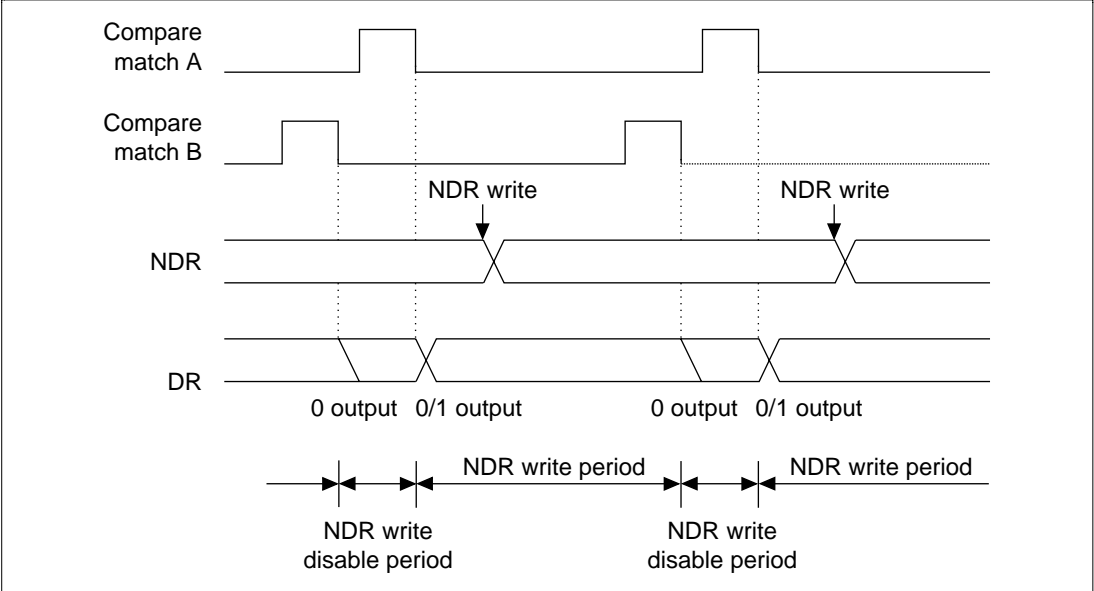 Compare
match A
Compare
match B
NDR write NDR write
NDR
DR
0 output 0/1 output 0 output 0/1 output
NDR write period NDR write period
NDR write
disable period
NDR write
disable period